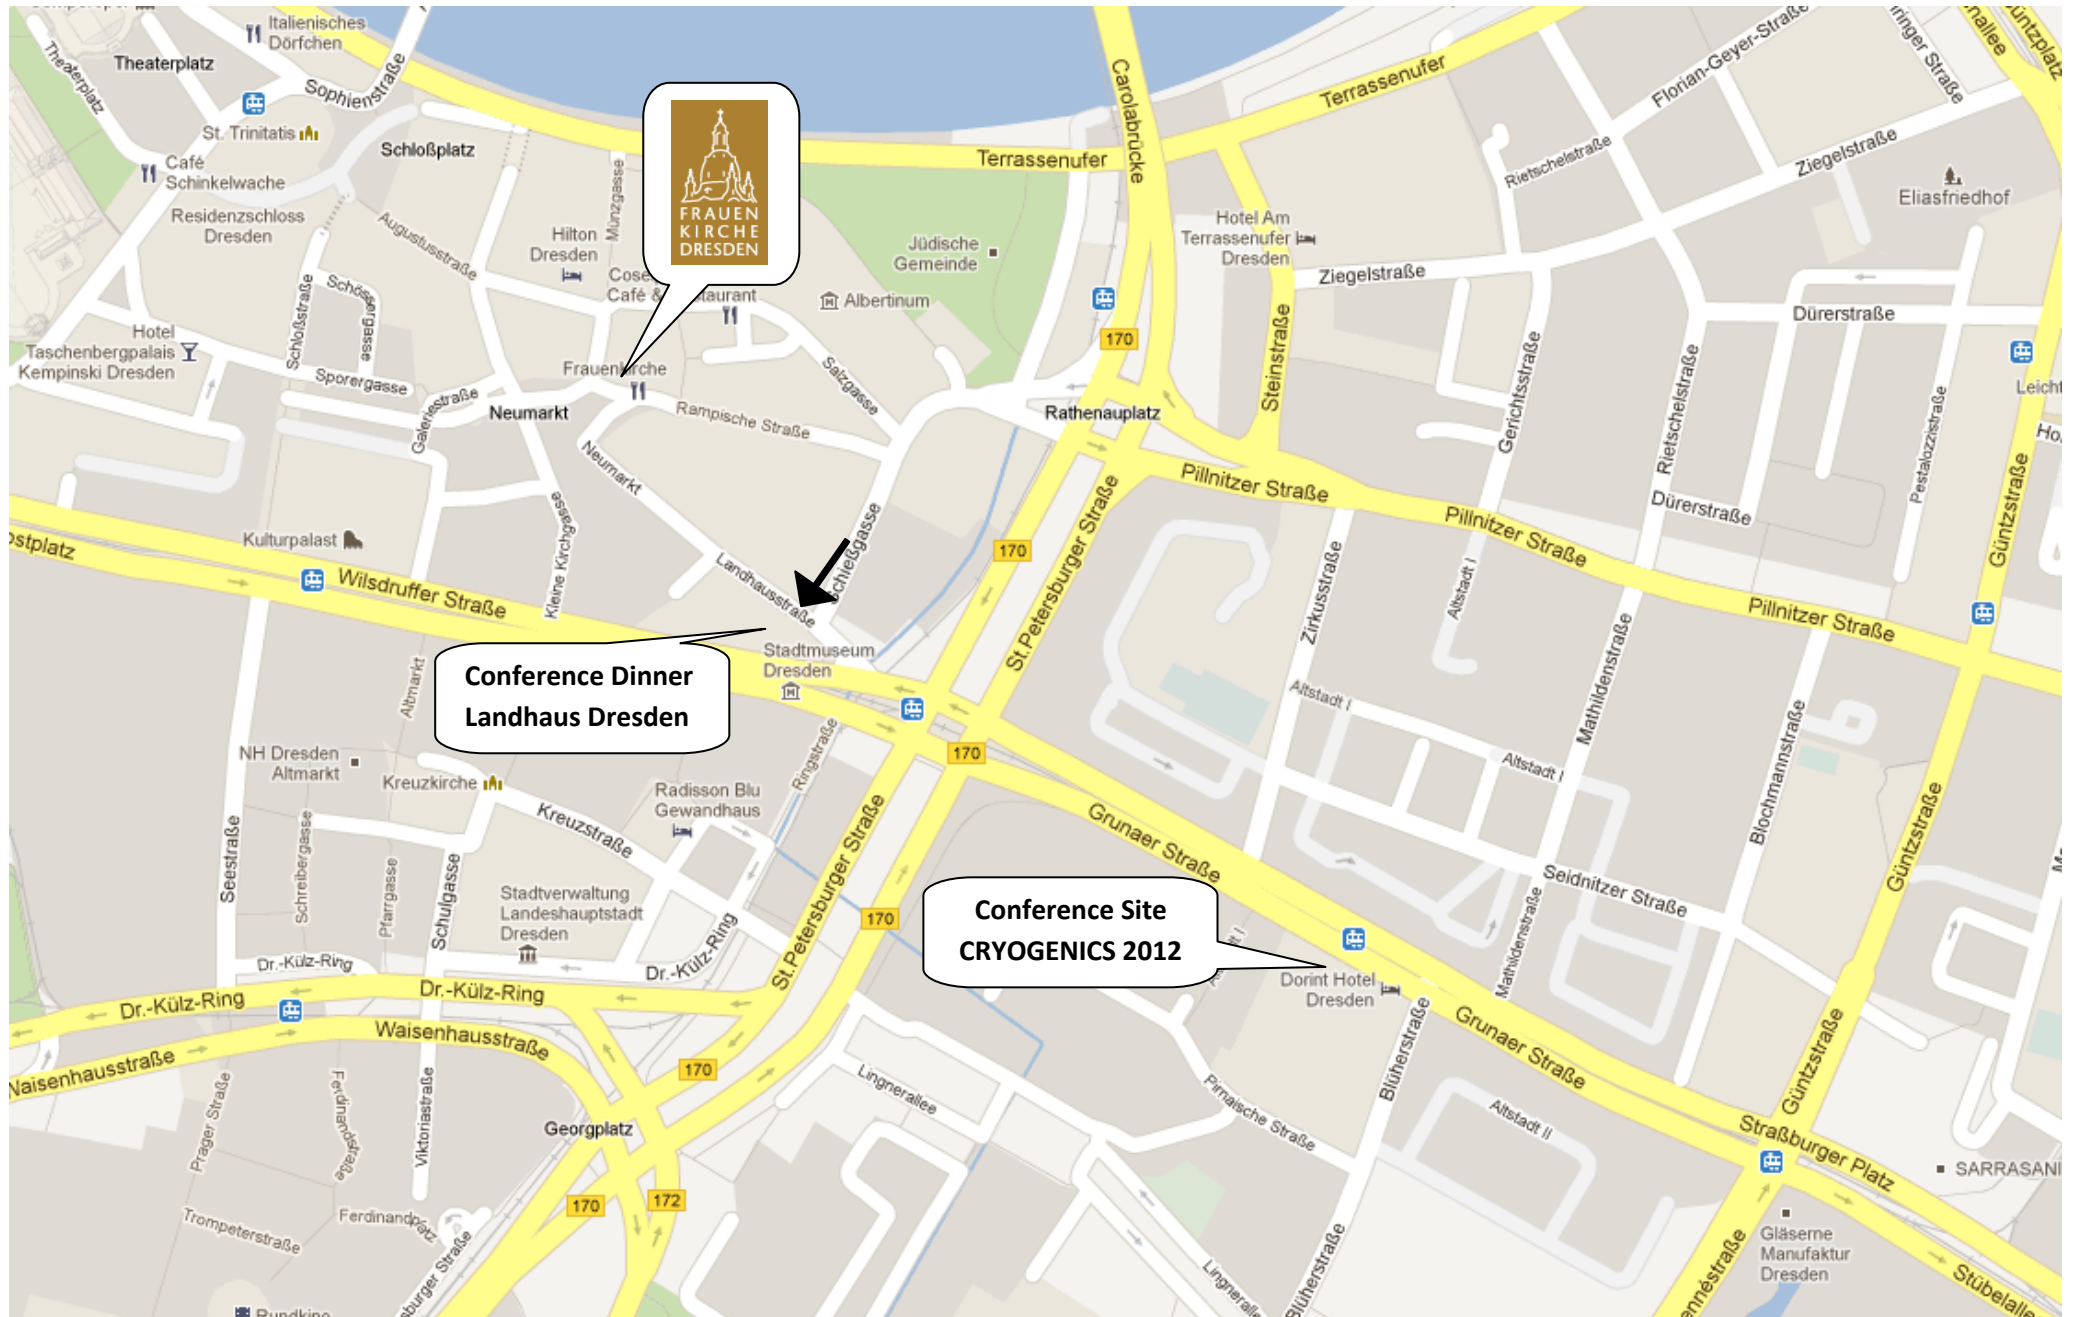 Italienisches
Dörfchen
Theaterplatz
Theaterplatz
Sophienstraße
St. Trinitatis
Schloßplatz
Café
Schinkelwache
Residenzschloss
Dresden
Augustusstraße
Münzgasse
Hilton
Dresden
FRAUEN
KIRCHE
DRESDEN
Café &
Albertinum
Jüdische
Gemeinde
Terrassenufer
Carolabrücke
Terrassenufer
Florian-Geyer-Straße
Rietschelstraße
Ziegelstraße
Eliasfriedhof
Hotel Am
Terrassenufer
Dresden
Ziegelstraße
Dürerstraße
Hotel
Taschenbergpalais
Kempinski Dresden
Schloßstraße
Schössergasse
Sporergasse
Galeriestraße
Neumarkt
Frauenkirche
Rampische Straße
Salzgasse
Rathenauplatz
170
Steinstraße
Gerichtsstraße
Rietschelstraße
Pestalozzistraße
Güntzstraße
Neumarkt
Kleine Kirchgasse
Kulturpalast
Wilsdruffer Straße
Landhausstraße
Schießgasse
170
St.Petersburger Straße
Pillnitzer Straße
Pillnitzer Straße
Dürerstraße
Pillnitzer Straße
Zirkusstraße
Altstadt I
Mathildenstraße
Blochmannstraße
Conference Dinner
Landhaus Dresden
Stadtmuseum
Dresden
Altmarkt
Ringstraße
170
Altstadt I
Altstadt I
NH Dresden
Altmarkt
Kreuzkirche
Kreuzstraße
Radisson Blu
Gewandhaus
Seestraße
Schreibergasse
Pfarrgasse
Schulgasse
Stadtverwaltung
Landeshauptstadt
Dresden
St.Petersburger Straße
170
Grunaer Straße
Seidnitzer Straße
Güntzstraße
Conference Site
CRYOGENICS 2012
Dorint Hotel
Dresden
Mathildenstraße
Dr.-Külz-Ring
Dr.-Külz-Ring
Dr.-Külz-Ring
Dr.-Külz-Ring
Waisenhausstraße
Waisenhausstraße
Prager Straße
Ferdinandstraße
Viktoriastraße
Georgplatz
170
Lingnerallee
Pirnaische Straße
Blüherstraße
Grunaer Straße
Altstadt II
Güntzstraße
Straßburger Platz
SARRASANI
170
172
Trompeterstraße
Ferdinandplatz
Lingnerallee
Blüherstraße
Gläserne
Manufaktur
Dresden
Rundkino